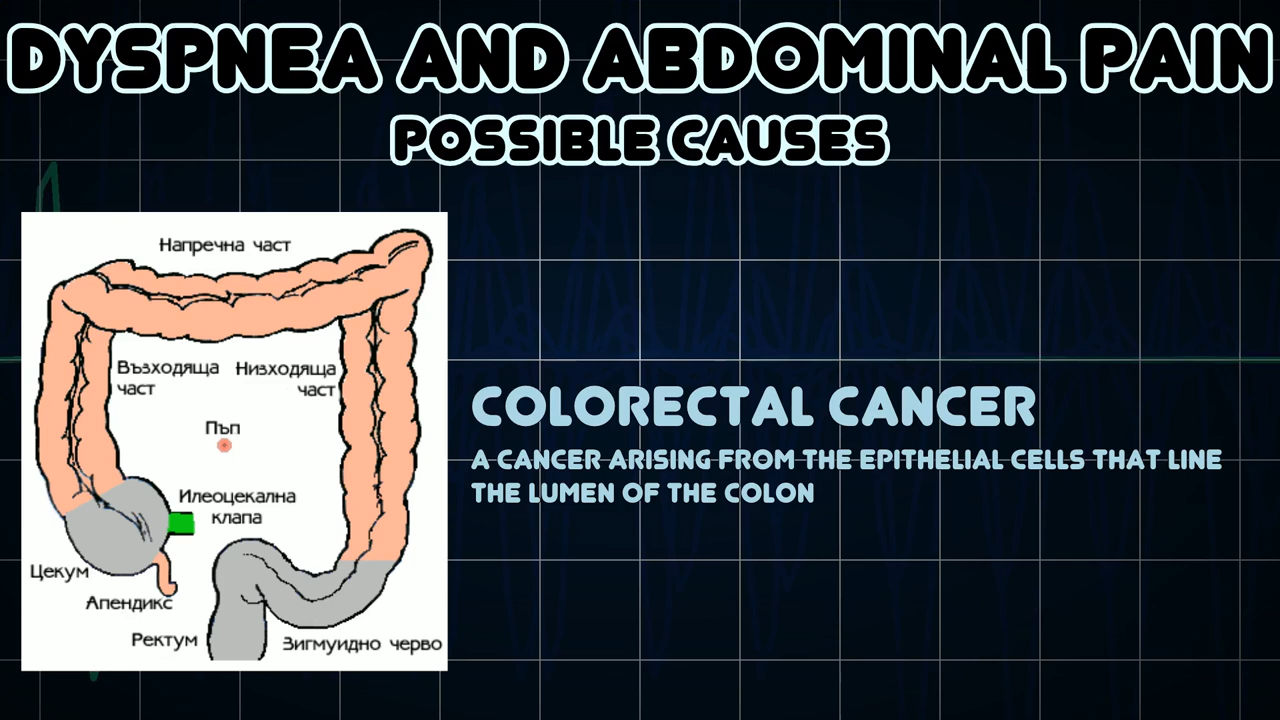 DYSPNEA AND ABDOMINAL PAIN
POSSIBLE CAUSES
Напречна част
Възходяща
част
Низходяща
част
Пъп
Илеоцекална
клапа
Цекум
Апендикс
Ректум
Зигмуидно черво
COLORECTAL CANCER
A CANCER ARISING FROM THE EPITHELIAL CELLS THAT LINE
THE LUMEN OF THE COLON